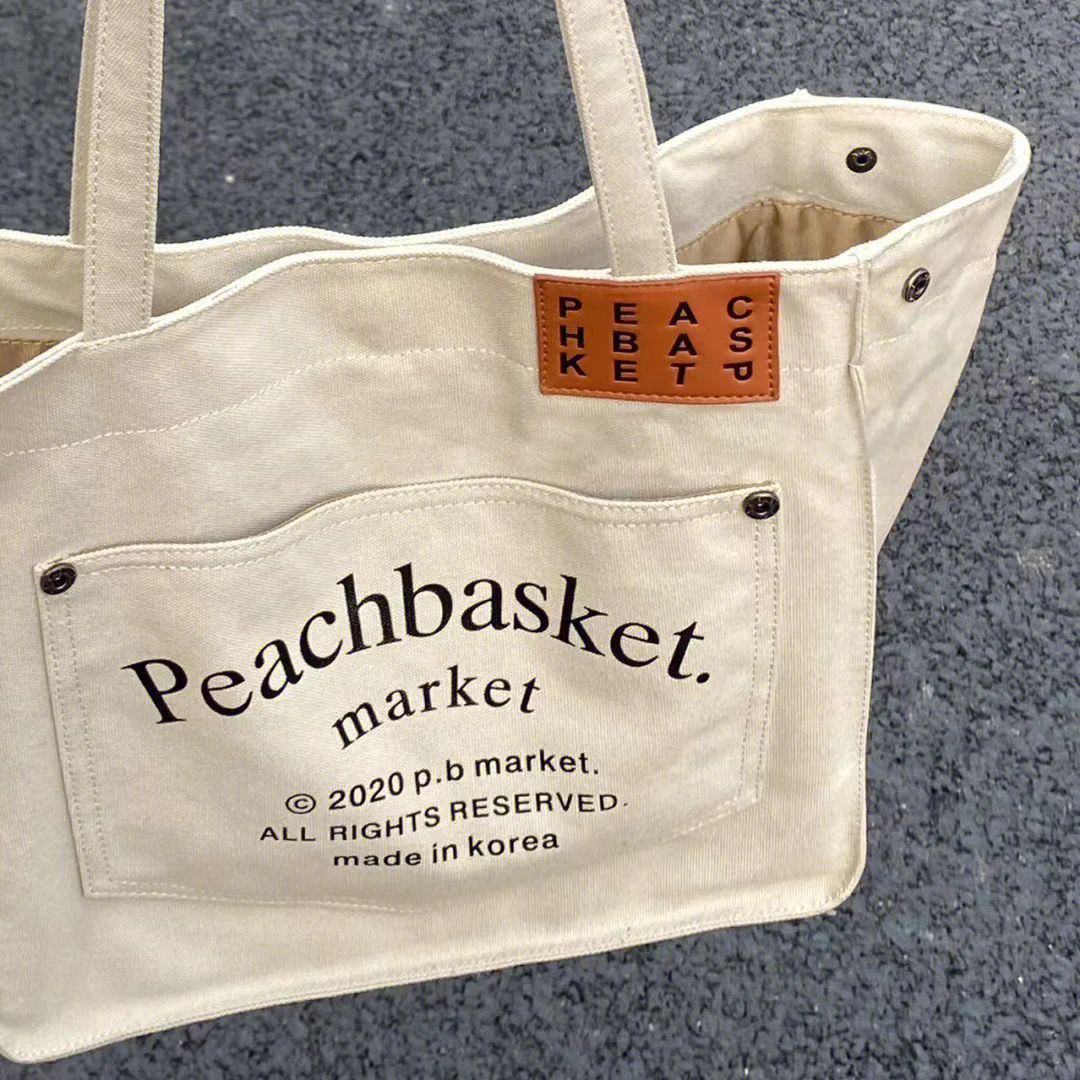 P E A C
H B A S
K E T P
Peachbasket.
market
© 2020 p.b market.
ALL RIGHTS RESERVED.
made in korea